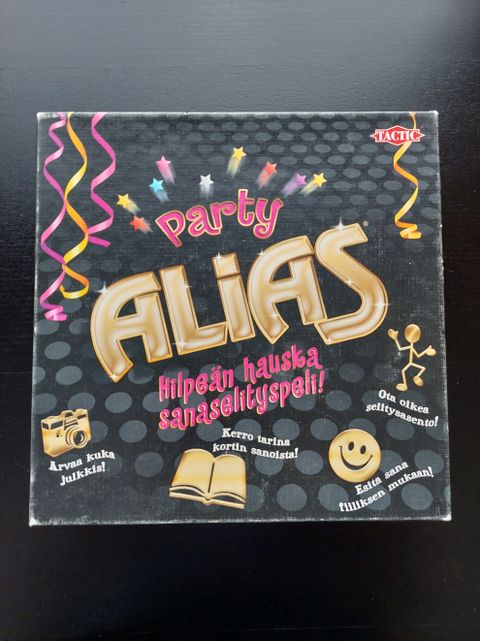 TACTIC
Party
ALiAS®
Hilpeän hauska
sanaselityspeli!
Ota oikea
selitysasento!
Arvaa kuka
julkkis!
Kerro tarina
kortin sanoista!
Esitä sana
fiiliksen mukaan!